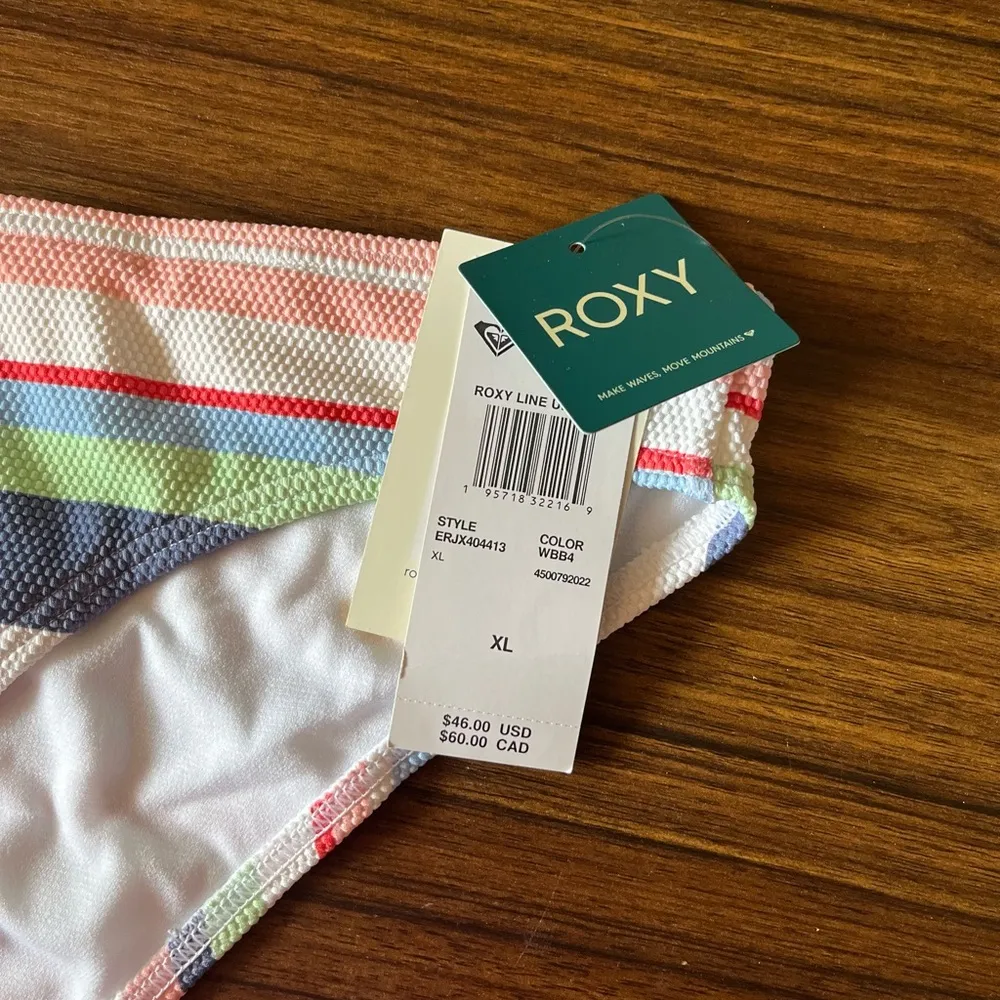 ROXY
MAKE WAVES, MOVE MOUNTAINS
ROXY LINE
1 95718 32216 9
STYLE
ERJX404413
COLOR
WBB4
XL
4500792022
ro
XL
$46.00 USD
$60.00 CAD